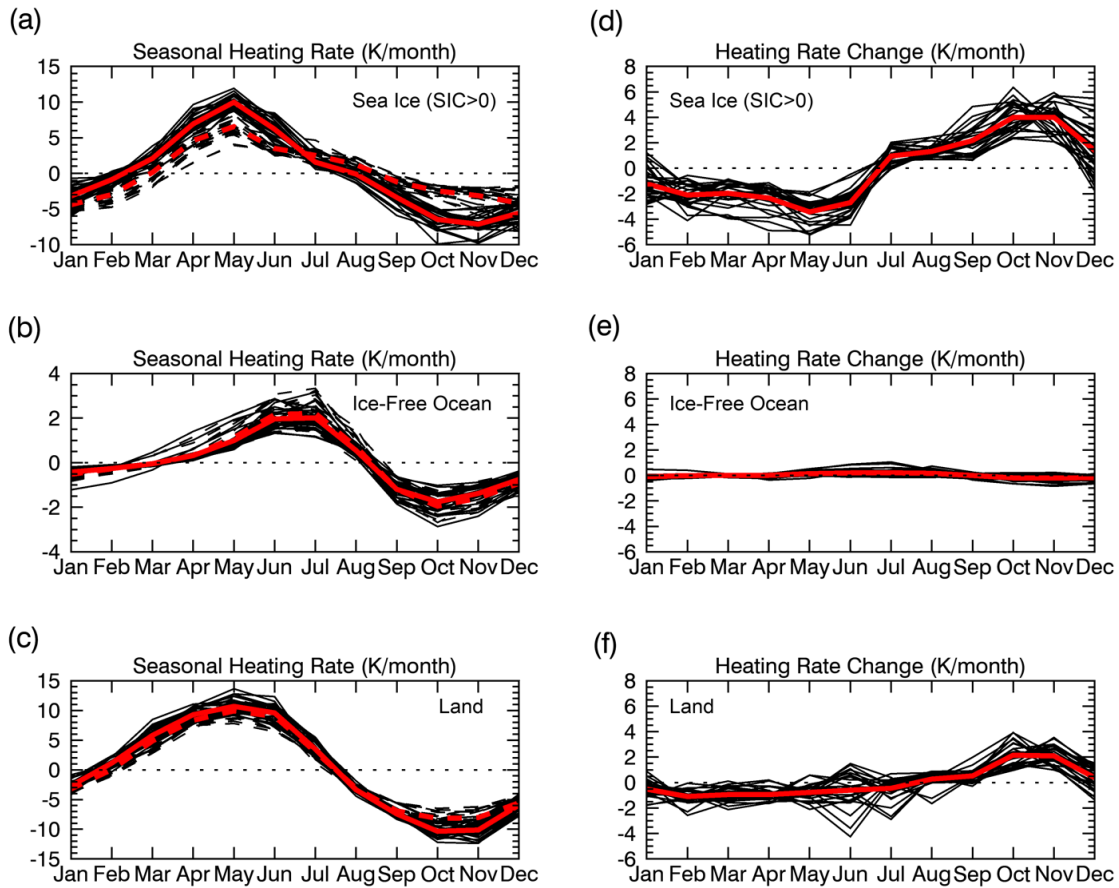 (a)
Seasonal Heating Rate (K/month)
15
10
5
0
-5
-10
Sea Ice (SIC>0)
Jan Feb Mar Apr May Jun Jul Aug Sep Oct Nov Dec
(d)
Heating Rate Change (K/month)
8
6
4
2
0
-2
-4
-6
Sea Ice (SIC>0)
Jan Feb Mar Apr May Jun Jul Aug Sep Oct Nov Dec
(b)
Seasonal Heating Rate (K/month)
4
2
0
-2
-4
Ice-Free Ocean
Jan Feb Mar Apr May Jun Jul Aug Sep Oct Nov Dec
(e)
Heating Rate Change (K/month)
8
6
4
2
0
-2
-4
-6
Ice-Free Ocean
Jan Feb Mar Apr May Jun Jul Aug Sep Oct Nov Dec
(c)
Seasonal Heating Rate (K/month)
15
10
5
0
-5
-10
-15
Land
Jan Feb Mar Apr May Jun Jul Aug Sep Oct Nov Dec
(f)
Heating Rate Change (K/month)
8
6
4
2
0
-2
-4
-6
Land
Jan Feb Mar Apr May Jun Jul Aug Sep Oct Nov Dec